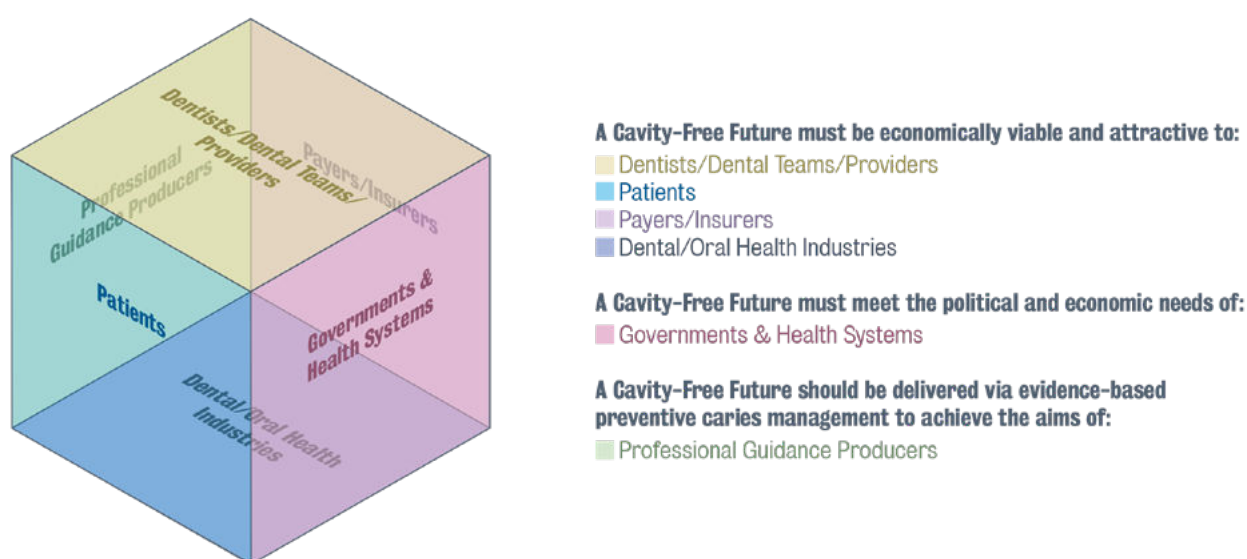 Dentists/Dental Teams/
Providers
Professional
Guidance Producers
Payers/Insurers
Patients
Governments &
Health Systems
Dental/Oral Health
Industries
A Cavity-Free Future must be economically viable and attractive to:
Dentists/Dental Teams/Providers
Patients
Payers/Insurers
Dental/Oral Health Industries
A Cavity-Free Future must meet the political and economic needs of:
Governments & Health Systems
A Cavity-Free Future should be delivered via evidence-based
preventive caries management to achieve the aims of:
Professional Guidance Producers